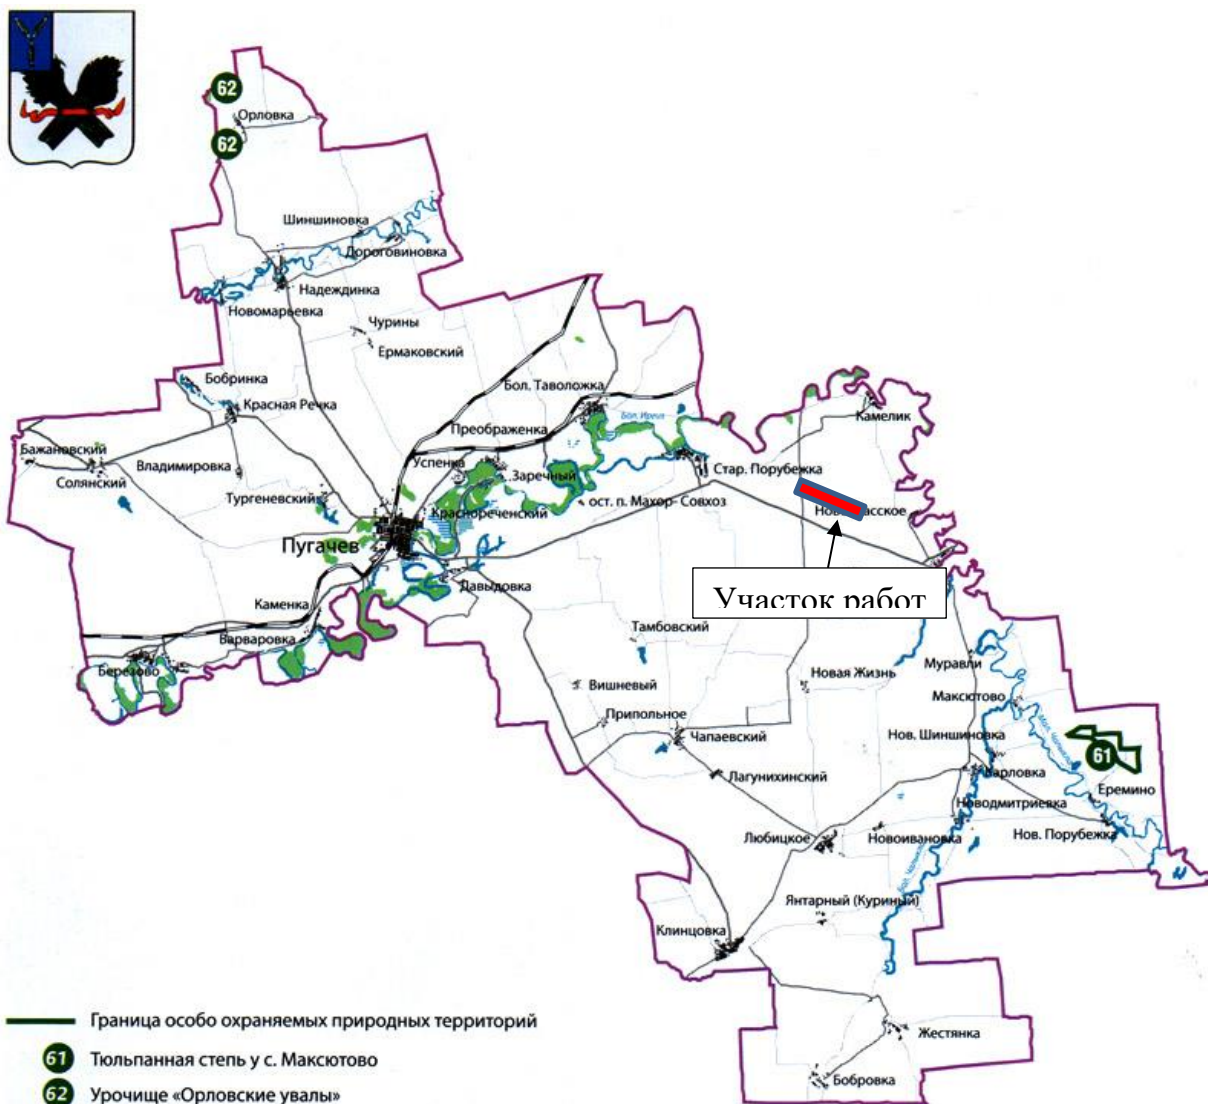 62
Орловка
62
Шиншиновка
Дороговиновка
Надеждинка
Новомарьевка
Чурины
Ермаковский
Бобринка
Красная Речка
Бол. Таволожка
Бол. Иргиз
Камелик
Преображенка
Бажановский
Солянский
Владимировка
Успенка
Заречный
Стар. Порубежка
Тургеневский
Краснореченский
ост. п. Махор- Совхоз
Пугачев
Давыдовка
Участок работ
Каменка
Варваровка
Березово
Тамбовский
Муравли
Вишневый
Новая Жизнь
Максютово
Припольное
Чапаевский
Нов. Шиншиновка
61
Лагунихинский
Карловка
Еремино
Новодмитриевка
Любицкое
Новоивановка
Нов. Порубежка
Янтарный (Куриный)
Клинцовка
Жестянка
Бобровка
Граница особо охраняемых природных территорий
61 Тюльпанная степь у с. Максютово
62 Урочище «Орловские увалы»